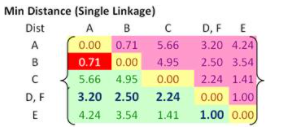 Min Distance (Single Linkage)
Dist A B C D, F E
A 0.00 0.71 5.66 3.20 4.24
B 0.71 0.00 4.95 2.50 3.54
C 5.66 4.95 0.00 2.24 1.41
D, F 3.20 2.50 2.24 0.00 1.00
E 4.24 3.54 1.41 1.00 0.00